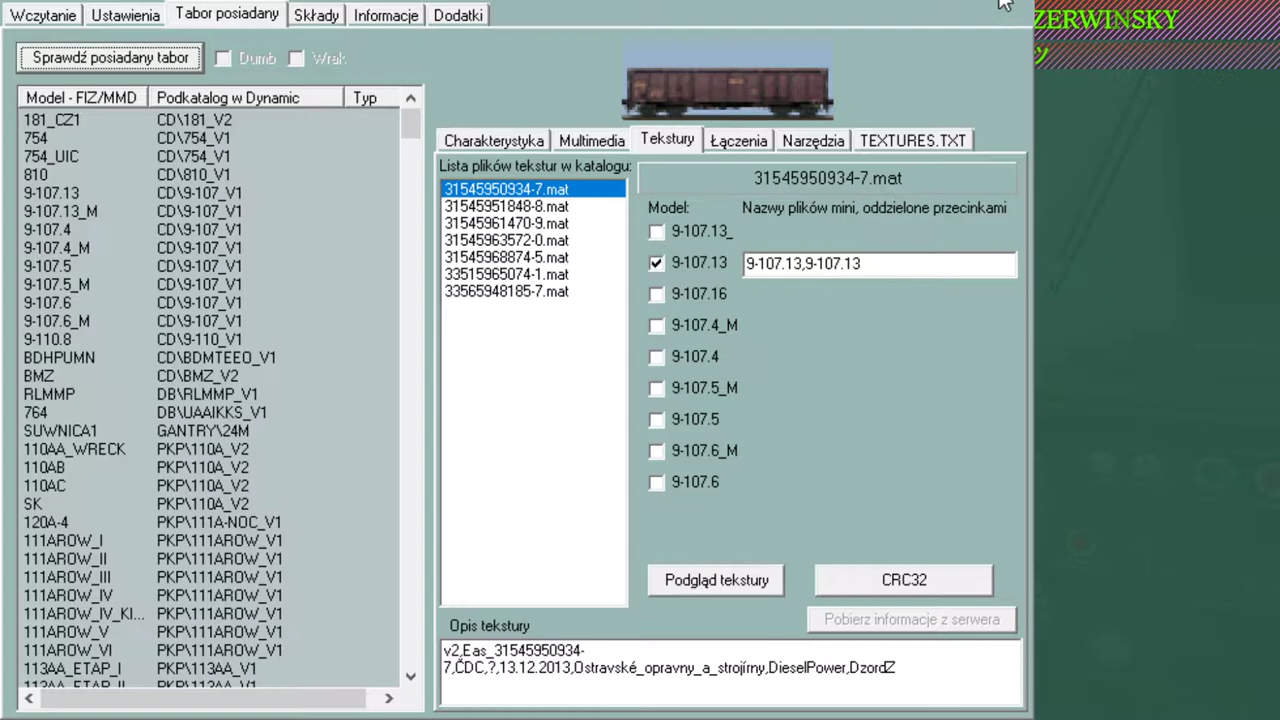 Wczytanie Ustawienia Tabor posiadany Składy Informacje Dodatki
ZERWINSKY
Sprawdź posiadany tabor Dumb Wrak
Model - FIZ/MMD Podkatalog w Dynamic Typ
181_CZ1 CD\181_V2
754 CD\754_V1
754_UIC CD\754_V1
810 CD\810_V1
9-107.13 CD\9-107_V1
9-107.13_M CD\9-107_V1
9-107.4 CD\9-107_V1
9-107.4_M CD\9-107_V1
9-107.5 CD\9-107_V1
9-107.5_M CD\9-107_V1
9-107.6 CD\9-107_V1
9-107.6_M CD\9-107_V1
9-110.8 CD\9-110_V1
BDHPUMN CD\BDMTEEO_V1
BMZ CD\BMZ_V2
RLMMP DB\RLMMP_V1
764 DB\UAAIKKS_V1
SUWNICA1 GANTRY\24M
110AA_WRECK PKP\110A_V2
110AB PKP\110A_V2
110AC PKP\110A_V2
SK PKP\110A_V2
120A-4 PKP\111A-NOC_V1
111AROW_I PKP\111AROW_V1
111AROW_II PKP\111AROW_V1
111AROW_III PKP\111AROW_V1
111AROW_IV PKP\111AROW_V1
111AROW_IV_KI... PKP\111AROW_V1
111AROW_V PKP\111AROW_V1
111AROW_VI PKP\111AROW_V1
113AA_ETAP_I PKP\113AA_V1
113AA_ETAP_II PKP\113AA_V1
Charakterystyka Multimedia Tekstury Łączenia Narzędzia TEXTURES.TXT
Lista plików tekstur w katalogu:
31545950934-7.mat
31545951848-8.mat
31545961470-9.mat
31545963572-0.mat
31545968874-5.mat
33515965074-1.mat
33565948185-7.mat
31545950934-7.mat
Model: Nazwy plików mini, oddzielone przecinkami
9-107.13_
9-107.13 9-107.13,9-107.13
9-107.16
9-107.4_M
9-107.4
9-107.5_M
9-107.5
9-107.6_M
9-107.6
Podgląd tekstury CRC32
Pobierz informacje z serwera
Opis tekstury
v2,Eas_31545950934-
7,ČDC,?,13.12.2013,Ostravské_opravny_a_strojírny,DieselPower,DzordZ